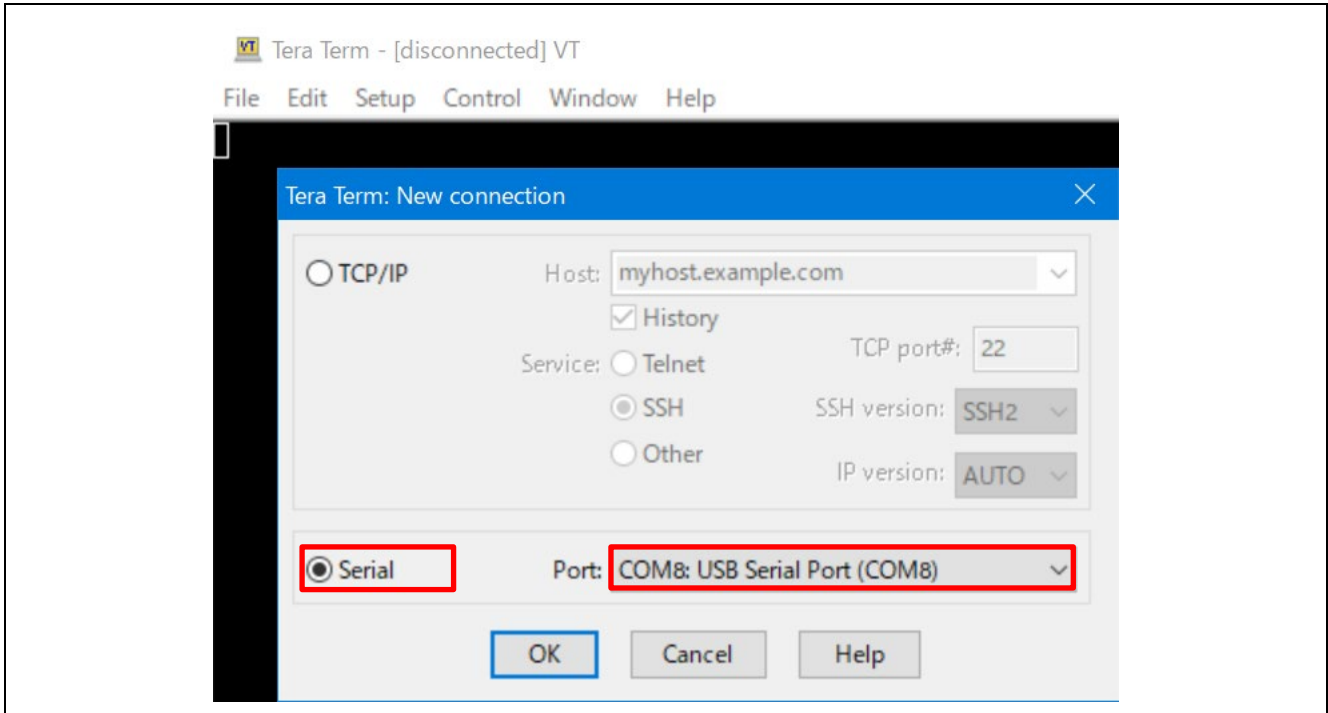 VT Tera Term - [disconnected] VT
File Edit Setup Control Window Help
Tera Term: New connection
TCP/IP Host: myhost.example.com
History
Service: Telnet TCP port#: 22
SSH SSH version: SSH2
Other IP version: AUTO
Serial Port: COM8: USB Serial Port (COM8)
OK Cancel Help